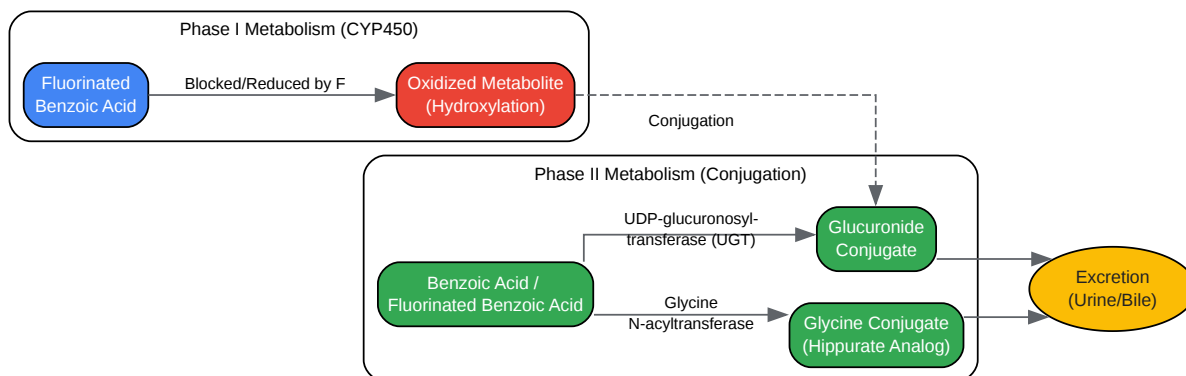 Phase I Metabolism (CYP450)
Fluorinated
Benzoic Acid
Blocked/Reduced by F
Oxidized Metabolite
(Hydroxylation)
Conjugation
Phase II Metabolism (Conjugation)
UDP-glucuronosyl-
transferase (UGT)
Glucuronide
Conjugate
Benzoic Acid /
Fluorinated Benzoic Acid
Glycine
N-acyltransferase
Glycine Conjugate
(Hippurate Analog)
Excretion
(Urine/Bile)